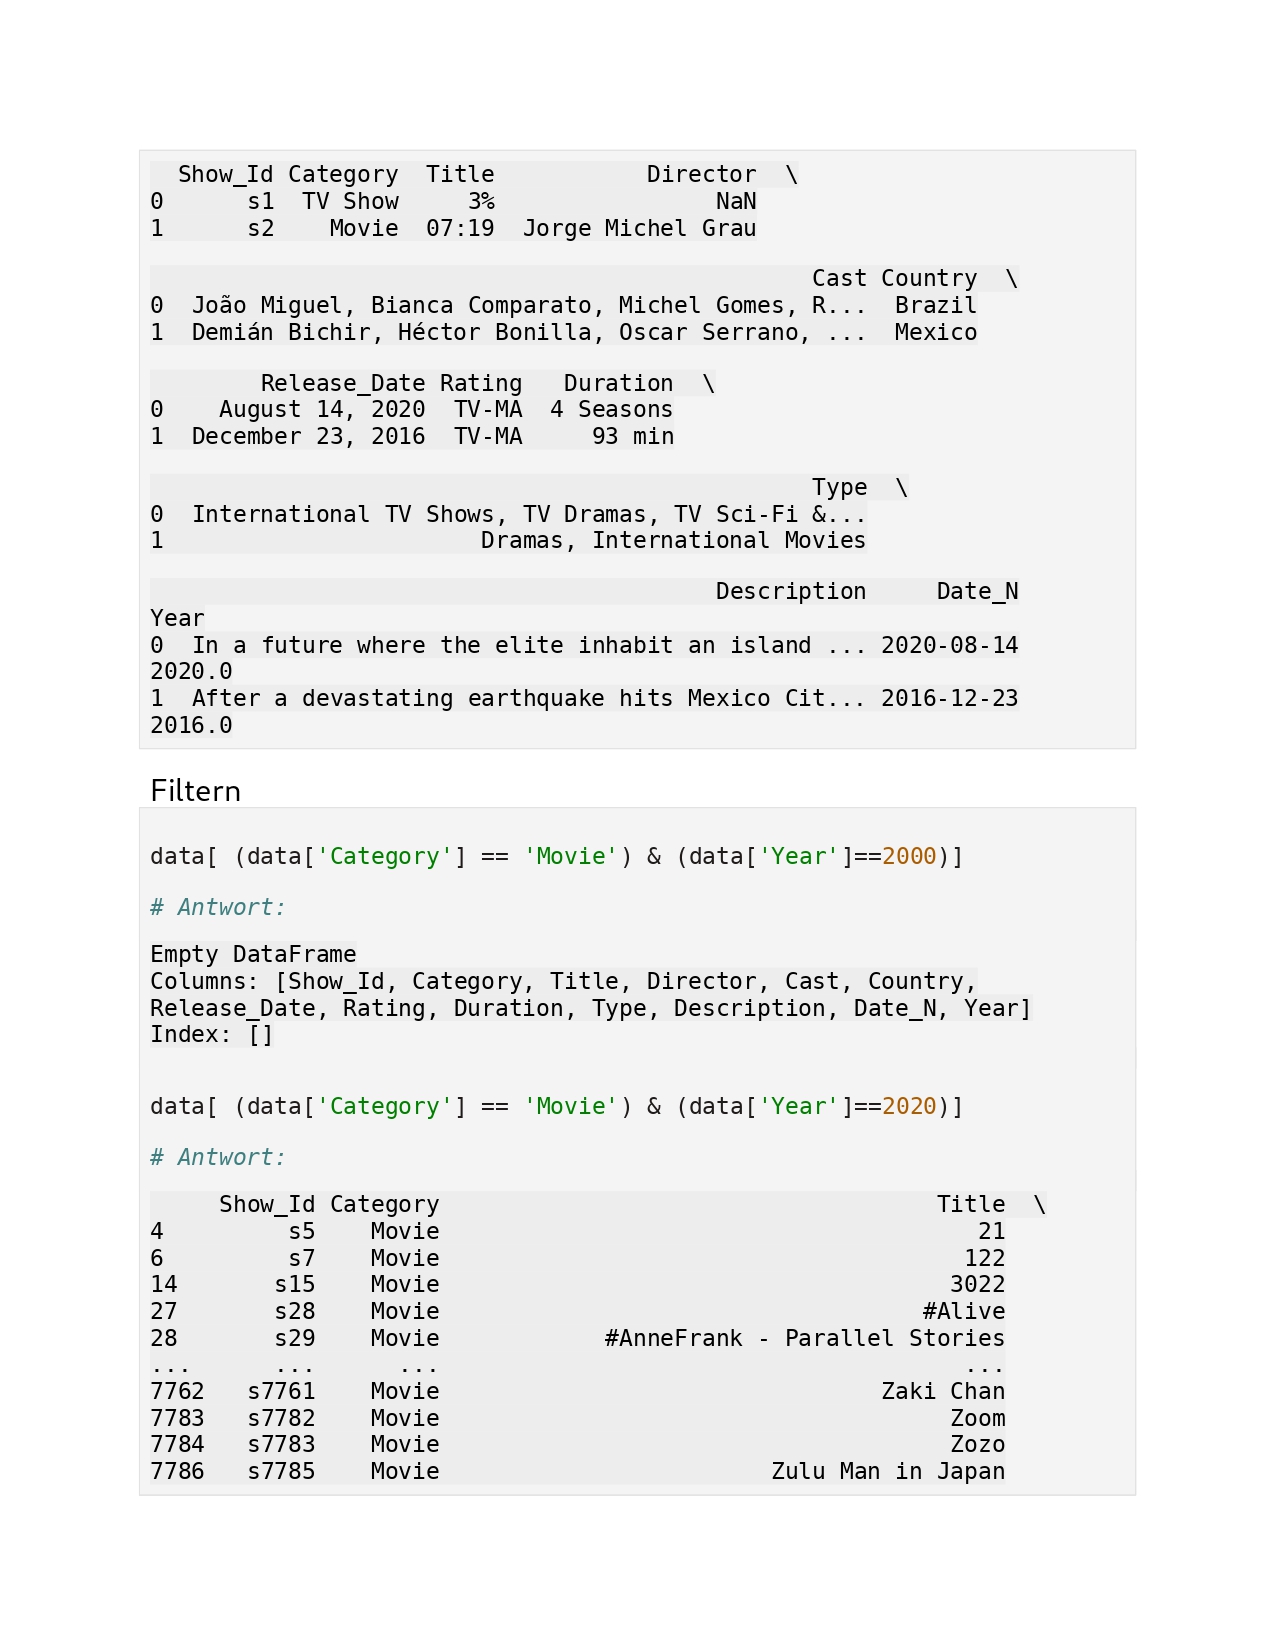 Show_Id Category  Title           Director  \
0      s1  TV Show     3%                NaN
1      s2    Movie  07:19  Jorge Michel Grau
                                                Cast Country  \
0  João Miguel, Bianca Comparato, Michel Gomes, R...  Brazil
1  Demián Bichir, Héctor Bonilla, Oscar Serrano, ...  Mexico
        Release_Date Rating   Duration  \
0    August 14, 2020  TV-MA  4 Seasons
1  December 23, 2016  TV-MA     93 min
                                                Type  \
0  International TV Shows, TV Dramas, TV Sci-Fi &...
1                       Dramas, International Movies
                                         Description     Date_N
Year
0  In a future where the elite inhabit an island ... 2020-08-14
2020.0
1  After a devastating earthquake hits Mexico Cit... 2016-12-23
2016.0
Filtern
data[ (data['Category'] == 'Movie') & (data['Year']==2000)]
# Antwort:
Empty DataFrame
Columns: [Show_Id, Category, Title, Director, Cast, Country,
Release_Date, Rating, Duration, Type, Description, Date_N, Year]
Index: []
data[ (data['Category'] == 'Movie') & (data['Year']==2020)]
# Antwort:
     Show_Id Category                                    Title  \
4         s5    Movie                                       21
6         s7    Movie                                      122
14       s15    Movie                                     3022
27       s28    Movie                                   #Alive
28       s29    Movie            #AnneFrank - Parallel Stories
...      ...      ...                                      ...
7762   s7761    Movie                                Zaki Chan
7783   s7782    Movie                                     Zoom
7784   s7783    Movie                                     Zozo
7786   s7785    Movie                        Zulu Man in Japan